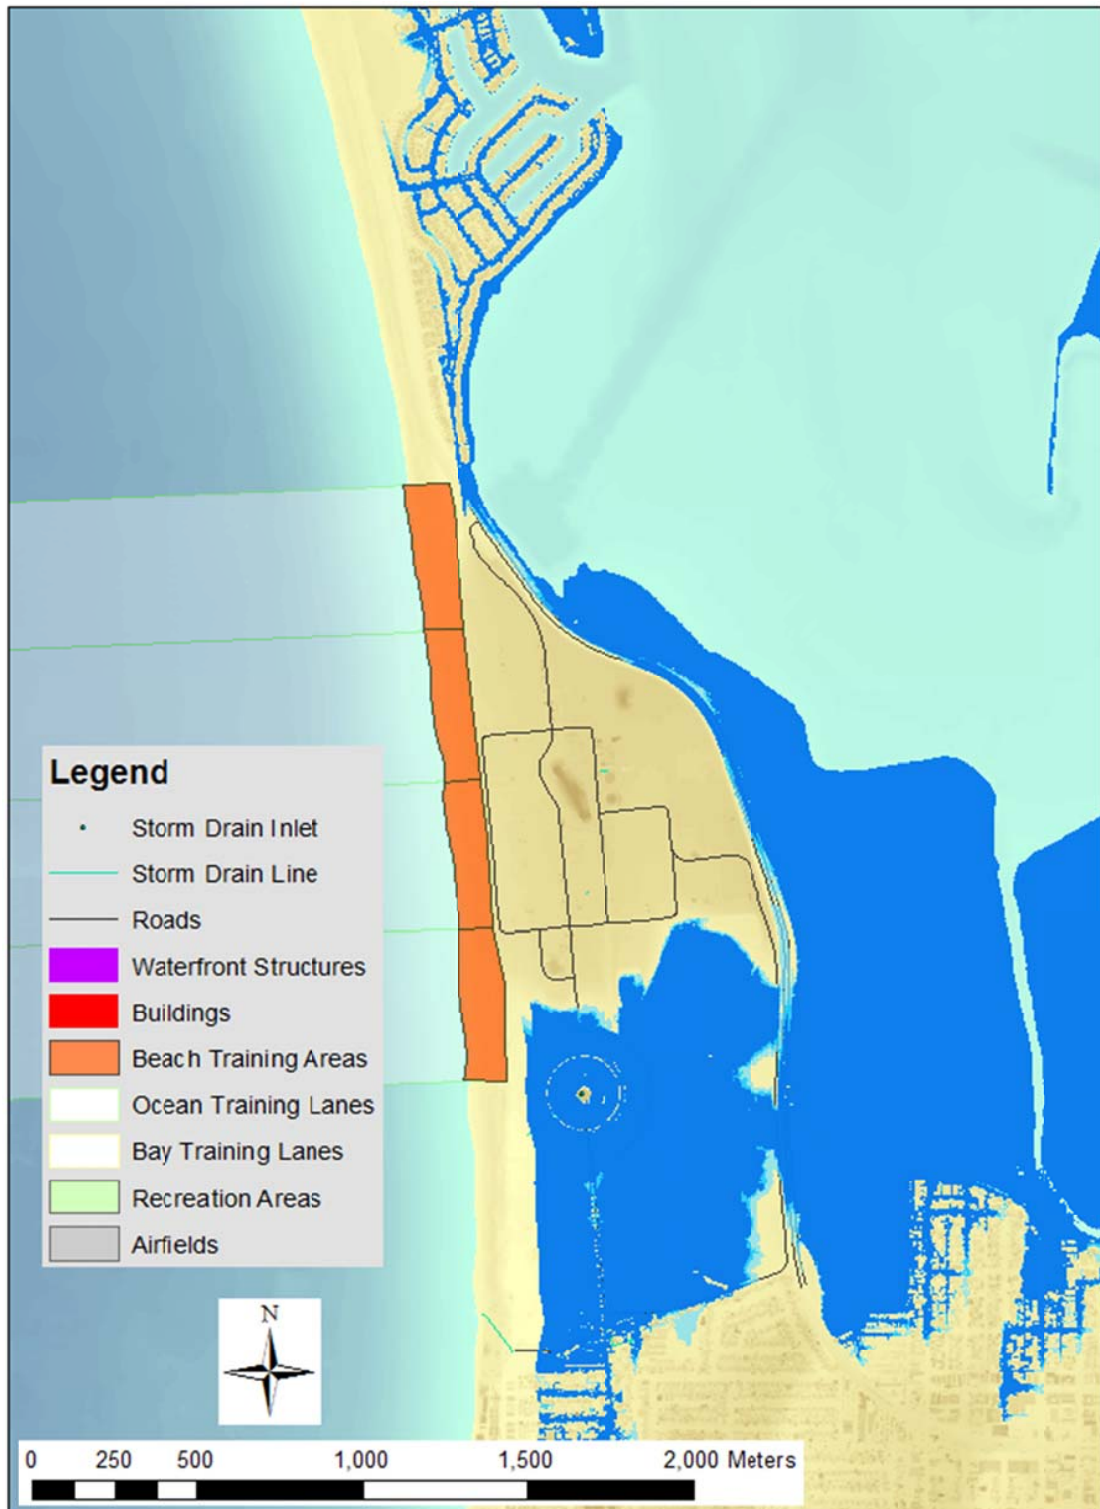 Legend
Storm Drain Inlet
Storm Drain Line
Roads
Waterfront Structures
Buildings
Beach Training Areas
Ocean Training Lanes
Bay Training Lanes
Recreation Areas
Airfields
N
0 250 500 1,000 1,500 2,000 Meters